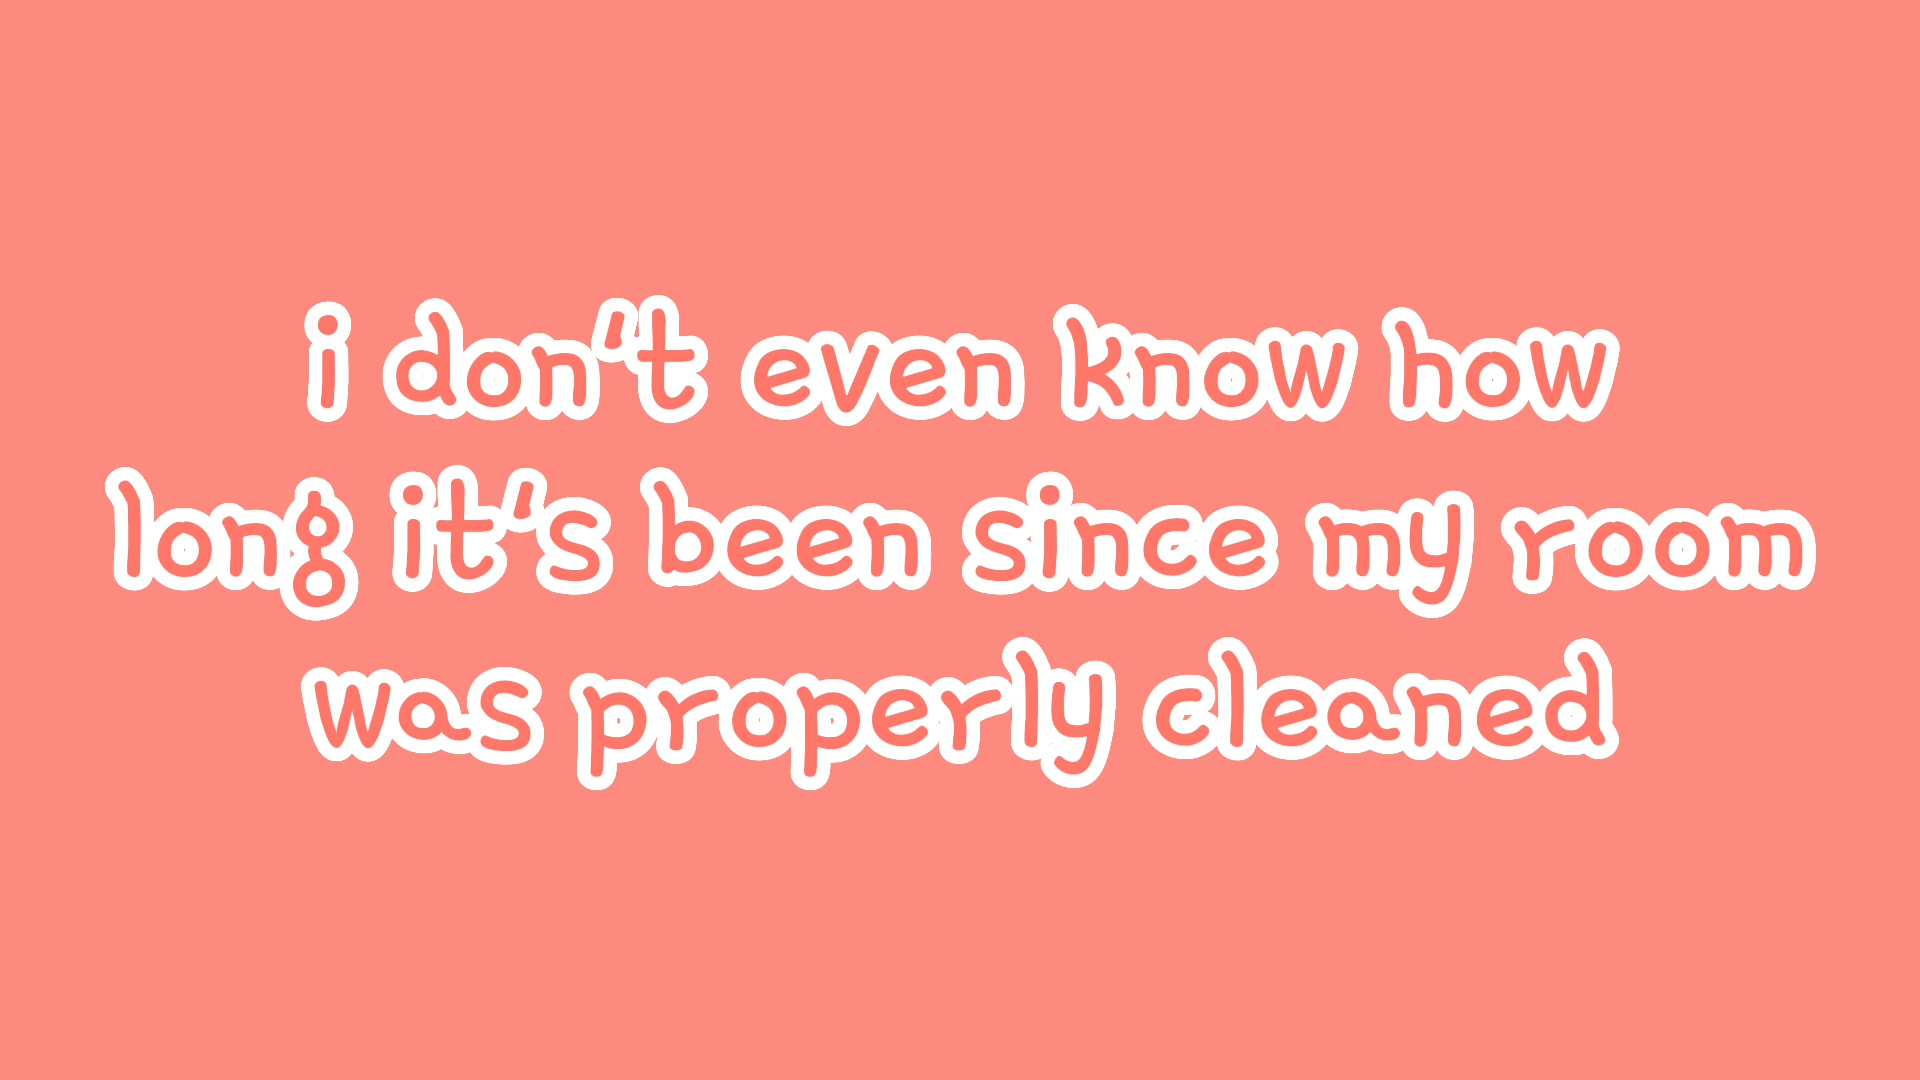 i don't even know how
long it's been since my room
was properly cleaned